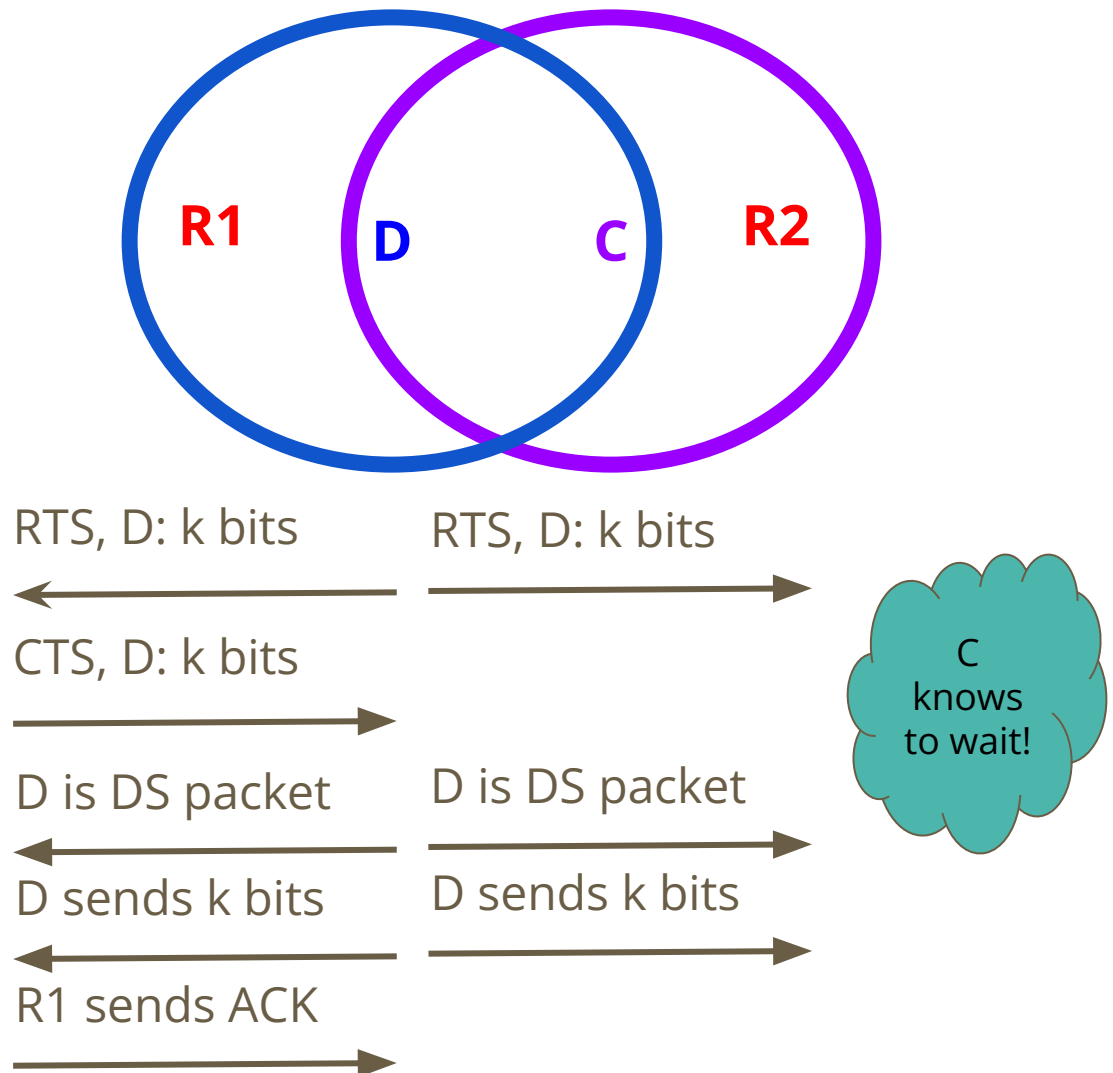 R1
D
C
R2
RTS, D: k bits
RTS, D: k bits
CTS, D: k bits
C
knows
to wait!
D is DS packet
D is DS packet
D sends k bits
D sends k bits
R1 sends ACK